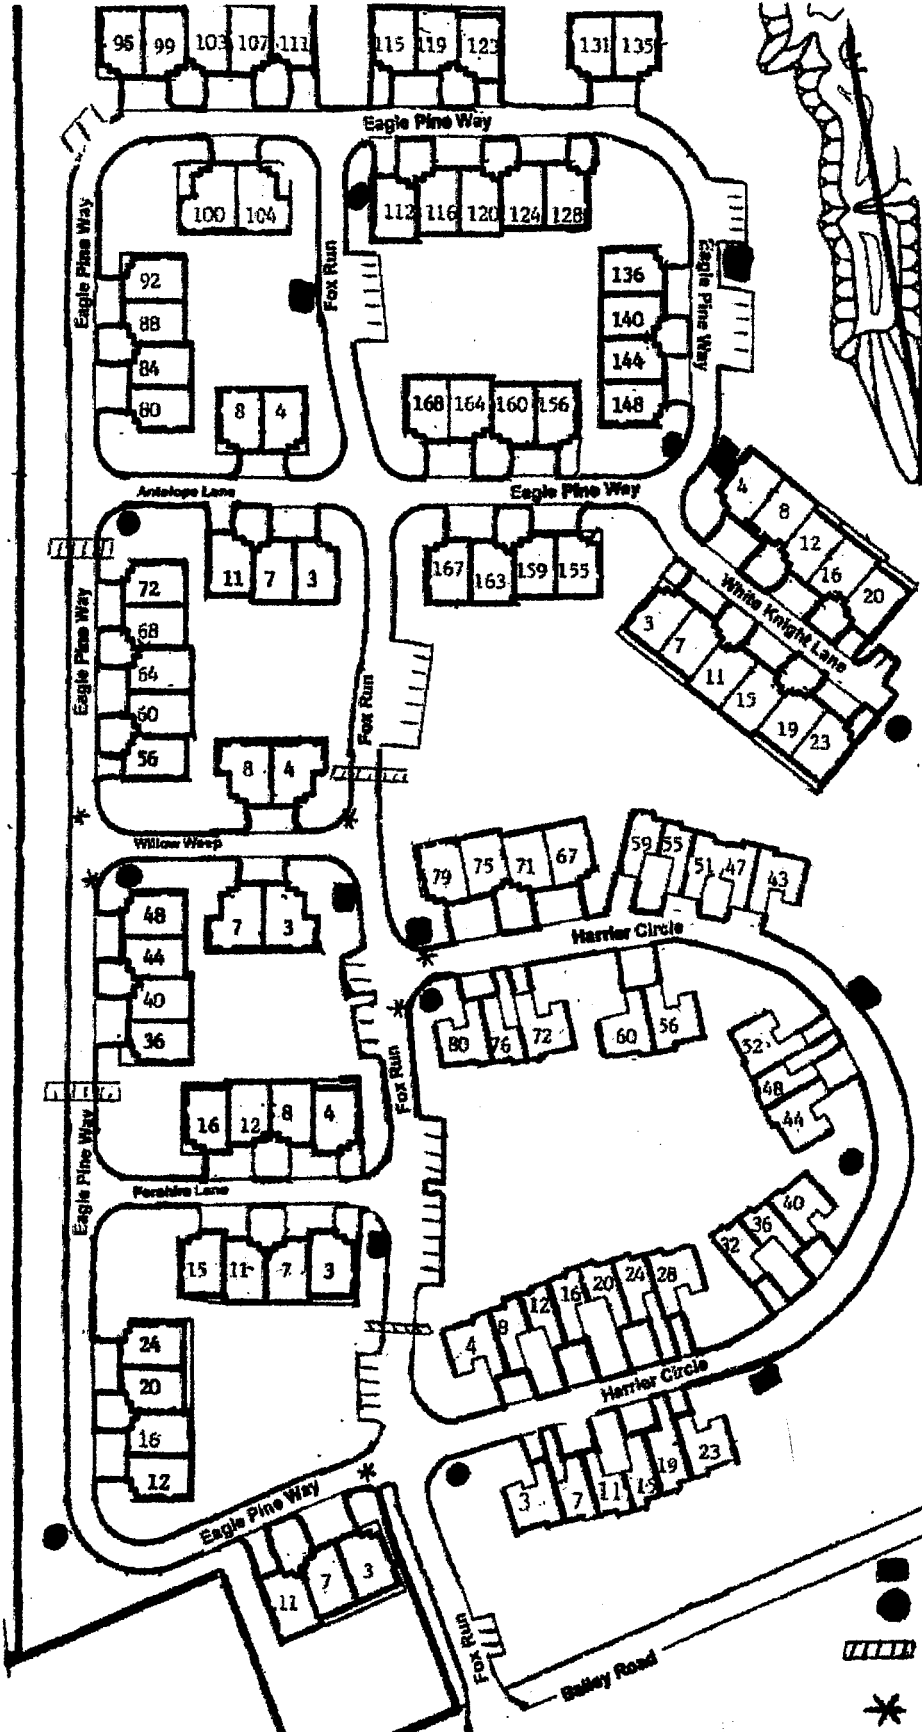 95 99 103 107 111 115 119 123 131 135
Eagle Pine Way
100 104 112 116 120 124 128
Eagle Pine Way
Fox Run
Eagle Pine Way
92
88
84
80
136
140
144
148
8 4
168 164 160 156
Antelope Lane
Eagle Pine Way
4 8 12 16 20
11 7 3
167 163 159 155
White Knight Lane
3 7 11 15 19 23
72
68
64
60
56
Eagle Pine Way
Fox Run
8 4
Willow Weep
79 75 71 67
59 55 51 47 43
Harrier Circle
48
44
40
36
7 3
80 76 72 60 56
52
48
44
Fox Run
16 12 8 4
Eagle Pine Way
Pershire Lane
40
36
32
15 11 7 3
4 8 12 16 20 24 28
Harrier Circle
24
20
16
12
3 7 11 15 19 23
Eagle Pine Way
11 7 3
Fox Run
Bailey Road